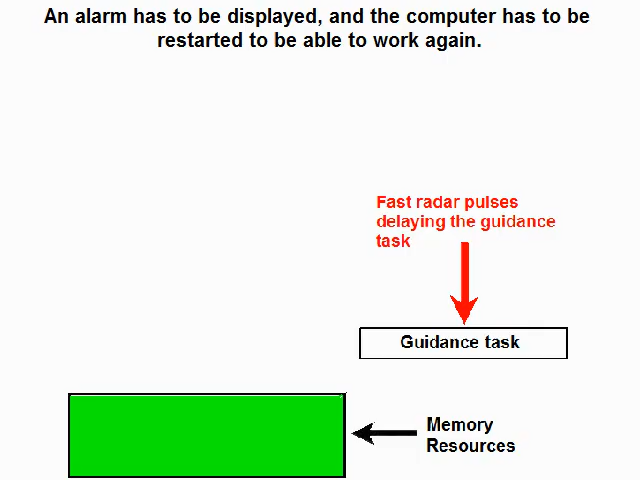 An alarm has to be displayed, and the computer has to be
restarted to be able to work again.
Fast radar pulses
delaying the guidance
task
Guidance task
Memory
Resources